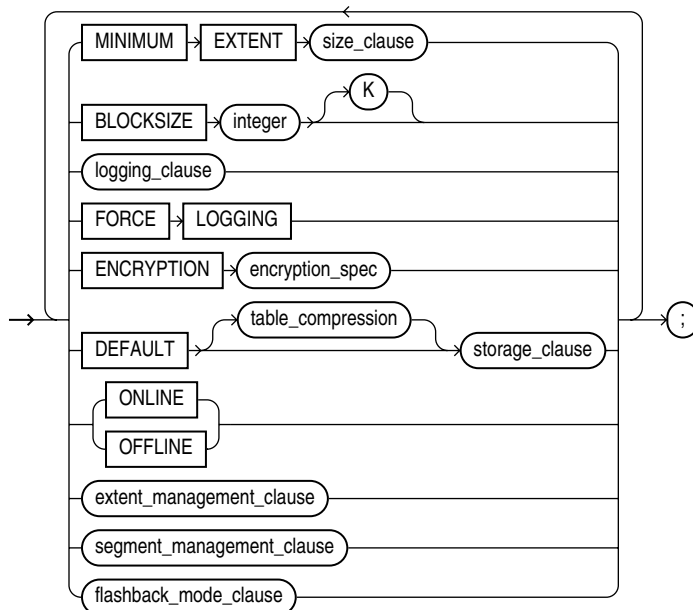 MINIMUM EXTENT size_clause
K
BLOCKSIZE integer
logging_clause
FORCE LOGGING
ENCRYPTION encryption_spec
table_compression
DEFAULT storage_clause
;
ONLINE
OFFLINE
extent_management_clause
segment_management_clause
flashback_mode_clause